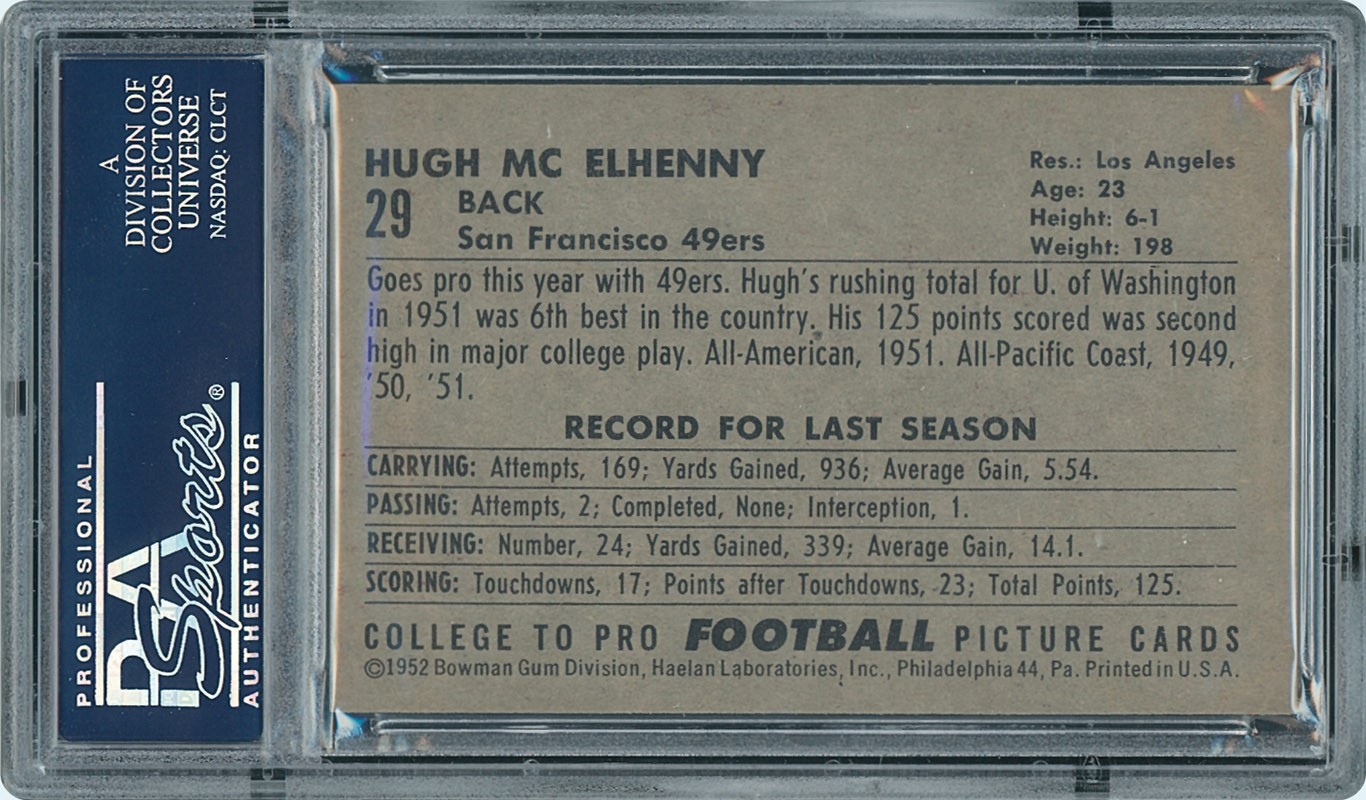 A
DIVISION OF
COLLECTORS
UNIVERSE
NASDAQ: CLCT
PROFESSIONAL
PSA
Sports®
AUTHENTICATOR
HUGH MC ELHENNY
29 BACK
San Francisco 49ers
Res.: Los Angeles
Age: 23
Height: 6-1
Weight: 198
Goes pro this year with 49ers. Hugh's rushing total for U. of Washington
in 1951 was 6th best in the country. His 125 points scored was second
high in major college play. All-American, 1951. All-Pacific Coast, 1949,
'50, '51.
RECORD FOR LAST SEASON
CARRYING: Attempts, 169; Yards Gained, 936; Average Gain, 5.54.
PASSING: Attempts, 2; Completed, None; Interception, 1.
RECEIVING: Number, 24; Yards Gained, 339; Average Gain, 14.1.
SCORING: Touchdowns, 17; Points after Touchdowns, 23; Total Points, 125.
COLLEGE TO PRO FOOTBALL PICTURE CARDS
©1952 Bowman Gum Division, Haelan Laboratories, Inc., Philadelphia 44, Pa. Printed in U.S.A.